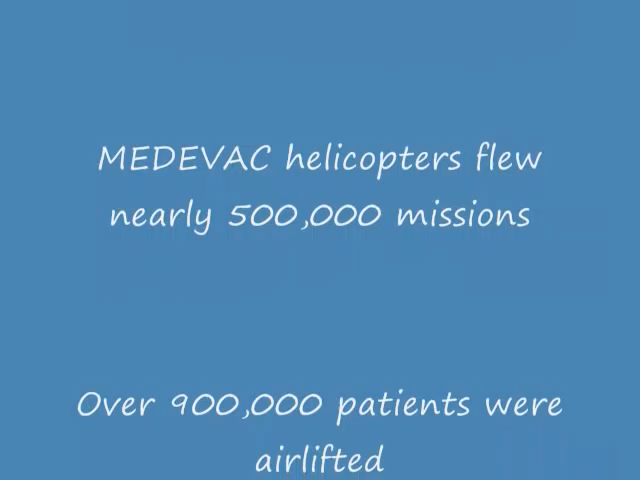 MEDEVAC helicopters flew
nearly 500,000 missions
Over 900,000 patients were
airlifted